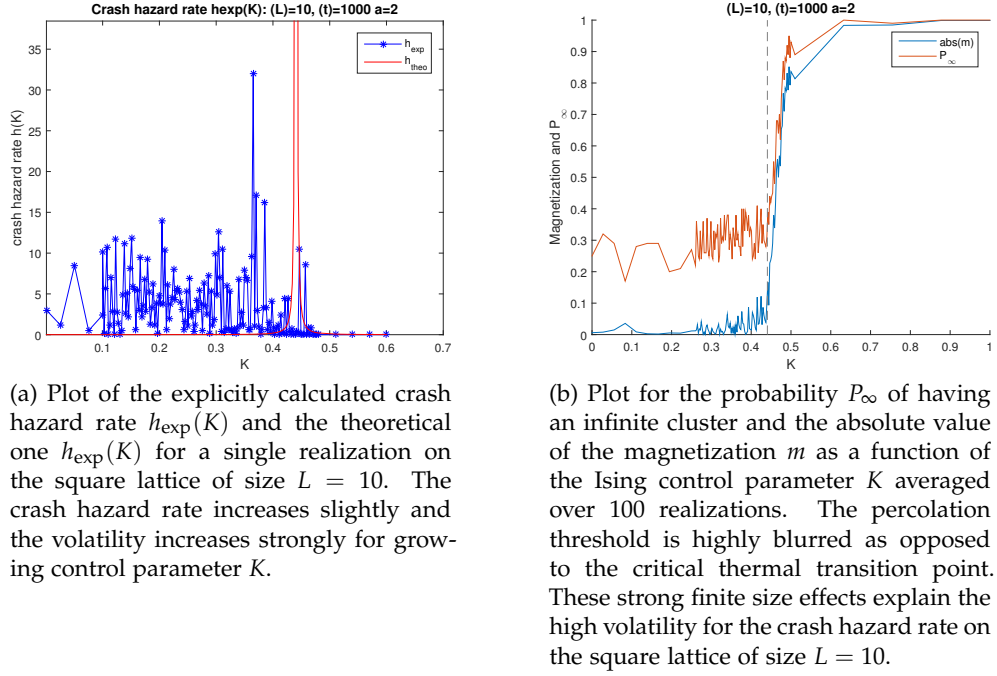 Crash hazard rate hexp(K): (L)=10, (t)=1000 a=2
h_exp
h_theo
crash hazard rate h(K)
35
30
25
20
15
10
5
0
0.1 0.2 0.3 0.4 0.5 0.6 0.7
K
(a) Plot of the explicitly calculated crash
hazard rate h_exp(K) and the theoretical
one h_exp(K) for a single realization on
the square lattice of size L = 10. The
crash hazard rate increases slightly and
the volatility increases strongly for grow-
ing control parameter K.
(L)=10, (t)=1000 a=2
abs(m)
P_∞
Magnetization and P_∞
1
0.9
0.8
0.7
0.6
0.5
0.4
0.3
0.2
0.1
0
0 0.1 0.2 0.3 0.4 0.5 0.6 0.7 0.8 0.9 1
K
(b) Plot for the probability P_∞ of having
an infinite cluster and the absolute value
of the magnetization m as a function of
the Ising control parameter K averaged
over 100 realizations. The percolation
threshold is highly blurred as opposed
to the critical thermal transition point.
These strong finite size effects explain the
high volatility for the crash hazard rate on
the square lattice of size L = 10.